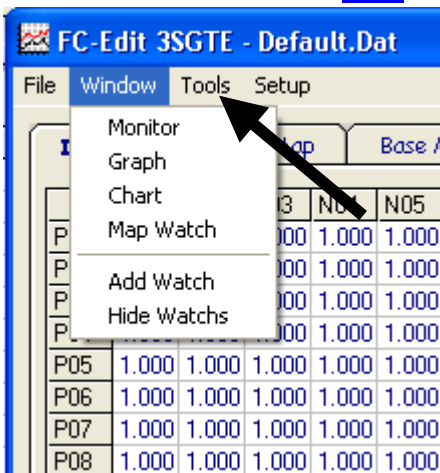 FC-Edit 3SGTE - Default.Dat
File Window Tools Setup
Monitor
Graph
Chart
Map Watch
Add Watch
Hide Watchs
Base
N05
1.000 1.000
1.000 1.000
1.000 1.000
1.000 1.000
P05 1.000 1.000 1.000 1.000 1.000
P06 1.000 1.000 1.000 1.000 1.000
P07 1.000 1.000 1.000 1.000 1.000
P08 1.000 1.000 1.000 1.000 1.000